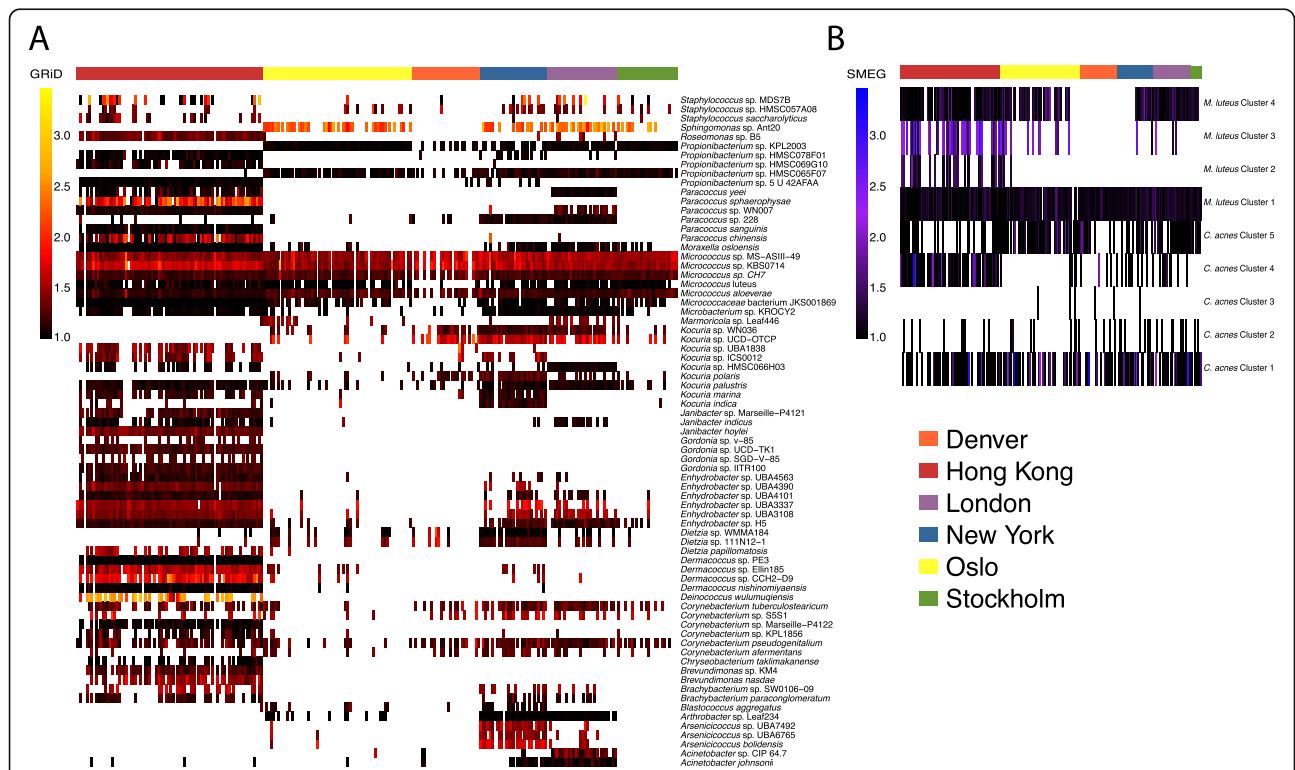 A
B
GRiD
3.0
2.5
2.0
1.5
1.0
Staphylococcus sp. MDS7B
Staphylococcus sp. HMSC057A08
Staphylococcus saccharolyticus
Sphingomonas sp. Ant20
Roseomonas sp. B5
Propionibacterium sp. KPL2003
Propionibacterium sp. HMSC078F01
Propionibacterium sp. HMSC069G10
Propionibacterium sp. HMSC065F07
Propionibacterium sp. 5 U 42AFAA
Paracoccus yeei
Paracoccus sphaerophysae
Paracoccus sp. WN007
Paracoccus sp. 228
Paracoccus sanguinis
Paracoccus chinensis
Moraxella osloensis
Micrococcus sp. MS-ASIII-49
Micrococcus sp. KBS0714
Micrococcus sp. CH7
Micrococcus luteus
Micrococcus aloeverae
Micrococcaceae bacterium JKS001869
Microbacterium sp. KROCY2
Marmoricola sp. Leaf446
Kocuria sp. WN036
Kocuria sp. UCD-OTCP
Kocuria sp. UBA1838
Kocuria sp. ICS0012
Kocuria sp. HMSC066H03
Kocuria polaris
Kocuria palustris
Kocuria marina
Kocuria indica
Janibacter sp. Marseille-P4121
Janibacter indicus
Janibacter hoylei
Gordonia sp. v-85
Gordonia sp. UCD-TK1
Gordonia sp. SGD-V-85
Gordonia sp. IITR100
Enhydrobacter sp. UBA4563
Enhydrobacter sp. UBA4390
Enhydrobacter sp. UBA4101
Enhydrobacter sp. UBA3337
Enhydrobacter sp. UBA3108
Enhydrobacter sp. H5
Dietzia sp. WMMA184
Dietzia sp. 111N12-1
Dietzia papillomatosis
Dermacoccus sp. PE3
Dermacoccus sp. Ellin185
Dermacoccus sp. CCH2-D9
Dermacoccus nishinomiyaensis
Deinococcus wulumuqiensis
Corynebacterium tuberculostearicum
Corynebacterium sp. S5S1
Corynebacterium sp. Marseille-P4122
Corynebacterium sp. KPL1856
Corynebacterium pseudogenitalium
Corynebacterium afermentans
Chryseobacterium taklimakanense
Brevundimonas sp. KM4
Brevundimonas nasdae
Brachybacterium sp. SW0106-09
Brachybacterium paraconglomeratum
Blastococcus aggregatus
Arthrobacter sp. Leaf234
Arsenicicoccus sp. UBA7492
Arsenicicoccus sp. UBA6765
Arsenicicoccus bolidensis
Acinetobacter sp. CIP 64.7
Acinetobacter johnsonii
SMEG
3.0
2.5
2.0
1.5
1.0
M. luteus Cluster 4
M. luteus Cluster 3
M. luteus Cluster 2
M. luteus Cluster 1
C. acnes Cluster 5
C. acnes Cluster 4
C. acnes Cluster 3
C. acnes Cluster 2
C. acnes Cluster 1
Denver
Hong Kong
London
New York
Oslo
Stockholm